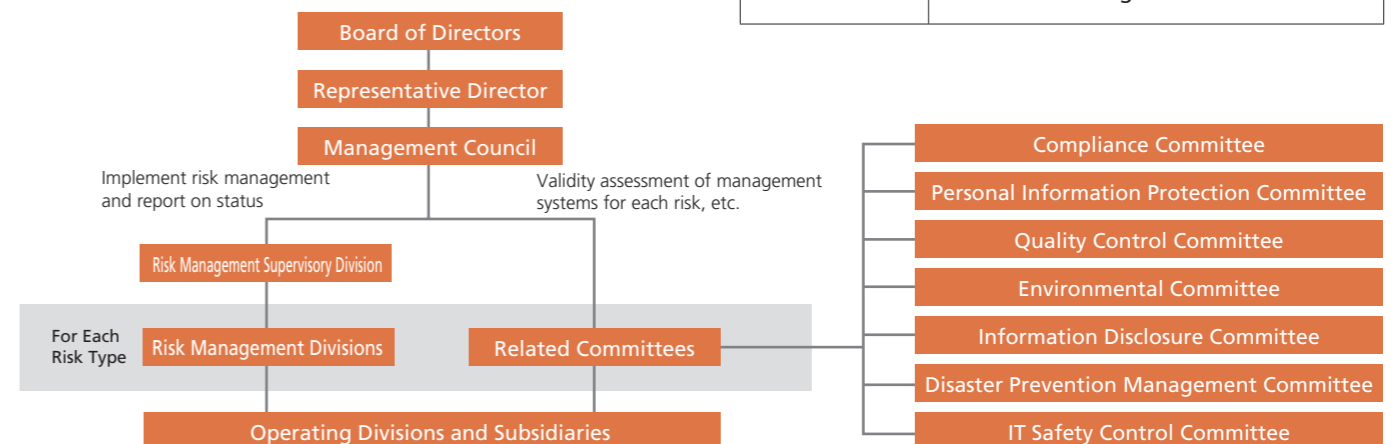 Board of Directors
Representative Director
Management Council
Implement risk management
and report on status
Validity assessment of management
systems for each risk, etc.
Risk Management Supervisory Division
For Each
Risk Type
Risk Management Divisions
Related Committees
Operating Divisions and Subsidiaries
Compliance Committee
Personal Information Protection Committee
Quality Control Committee
Environmental Committee
Information Disclosure Committee
Disaster Prevention Management Committee
IT Safety Control Committee